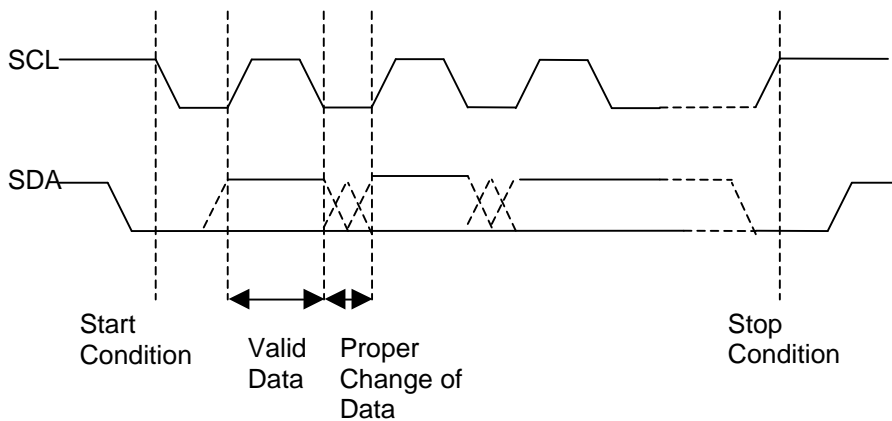 SCL
SDA
Start
Condition
Valid
Data
Proper
Change of
Data
Stop
Condition